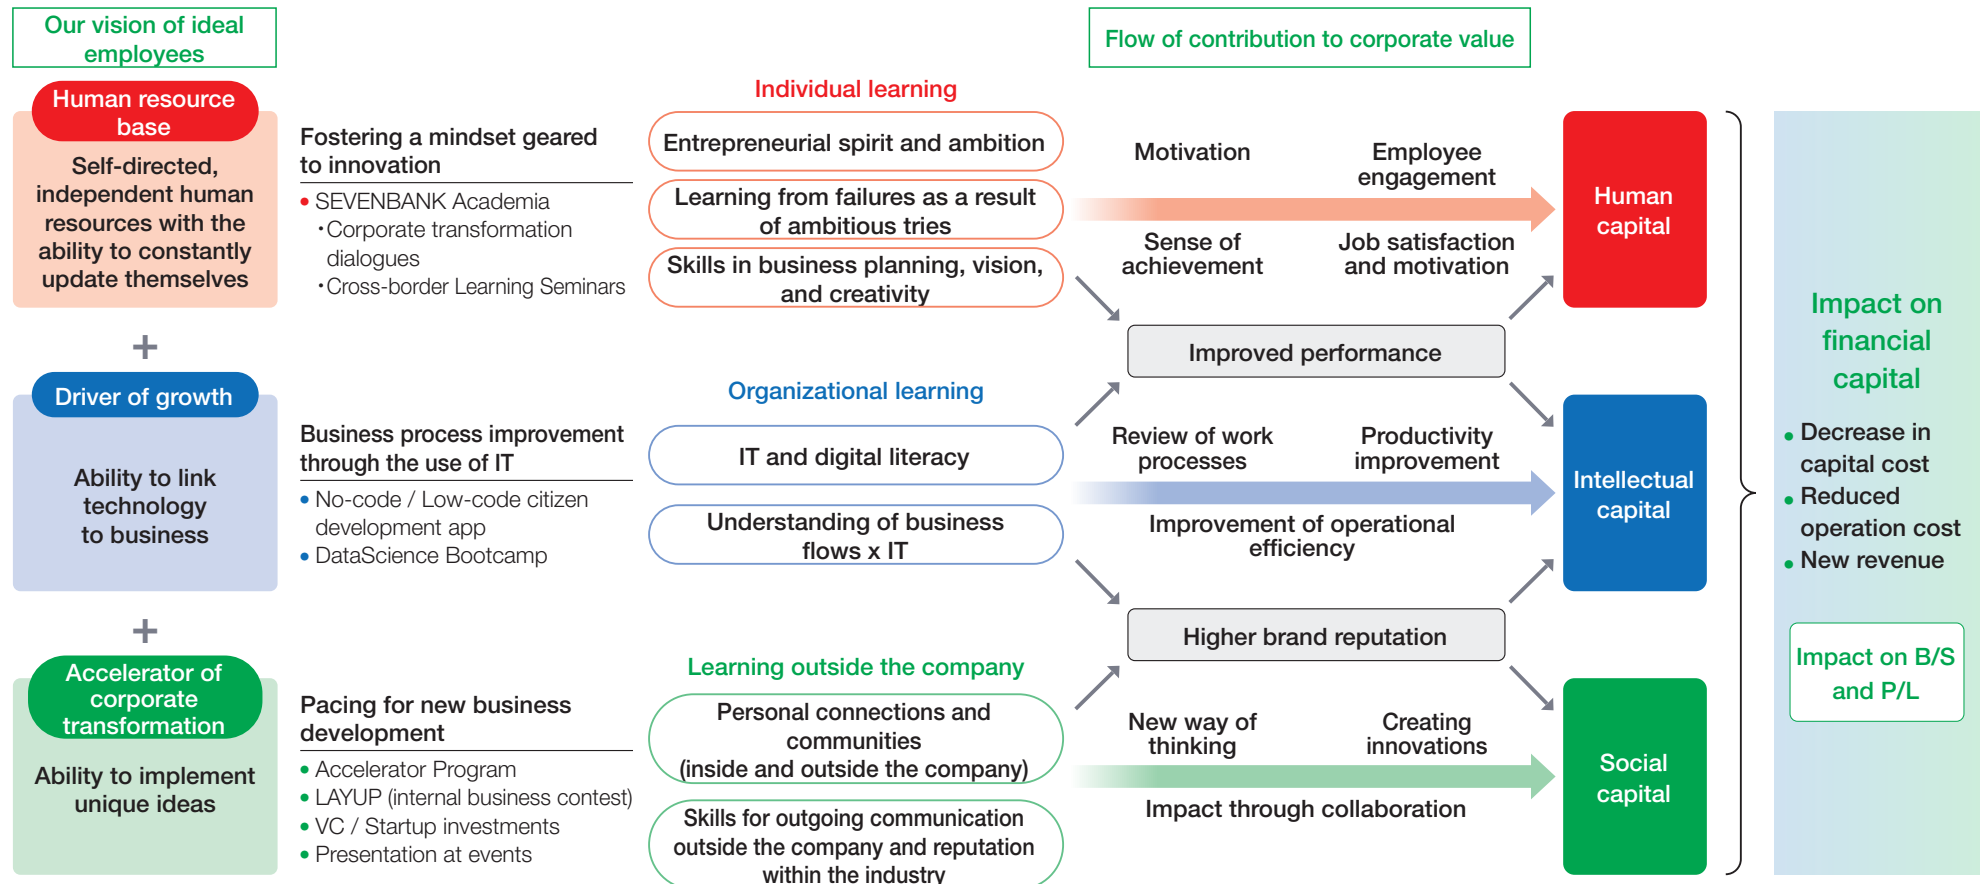 Our vision of ideal
employees
Flow of contribution to corporate value
Human resource
base
Self-directed,
independent human
resources with the
ability to constantly
update themselves
Fostering a mindset geared
to innovation
• SEVENBANK Academia
・Corporate transformation
dialogues
・Cross-border Learning Seminars
Individual learning
Entrepreneurial spirit and ambition
Learning from failures as a result
of ambitious tries
Skills in business planning, vision,
and creativity
Motivation
Employee
engagement
Sense of
achievement
Job satisfaction
and motivation
Human
capital
+
Improved performance
Driver of growth
Ability to link
technology
to business
Business process improvement
through the use of IT
• No-code / Low-code citizen
development app
• DataScience Bootcamp
Organizational learning
IT and digital literacy
Understanding of business
flows x IT
Review of work
processes
Productivity
improvement
Improvement of operational
efficiency
Intellectual
capital
+
Higher brand reputation
Accelerator of
corporate
transformation
Ability to implement
unique ideas
Pacing for new business
development
• Accelerator Program
• LAYUP (internal business contest)
• VC / Startup investments
• Presentation at events
Learning outside the company
Personal connections and
communities
(inside and outside the company)
Skills for outgoing communication
outside the company and reputation
within the industry
New way of
thinking
Creating
innovations
Impact through collaboration
Social
capital
Impact on
financial
capital
• Decrease in
capital cost
• Reduced
operation cost
• New revenue
Impact on B/S
and P/L